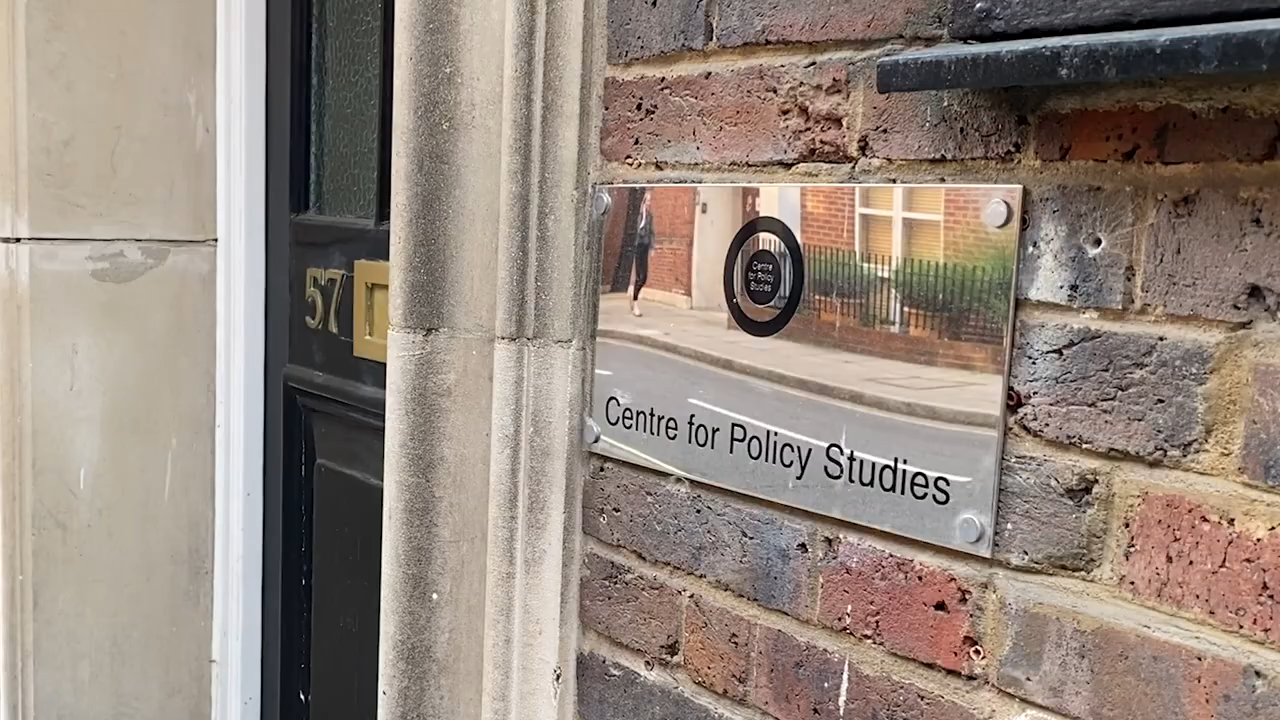 57
Centre
for Policy
Studies
Centre for Policy Studies